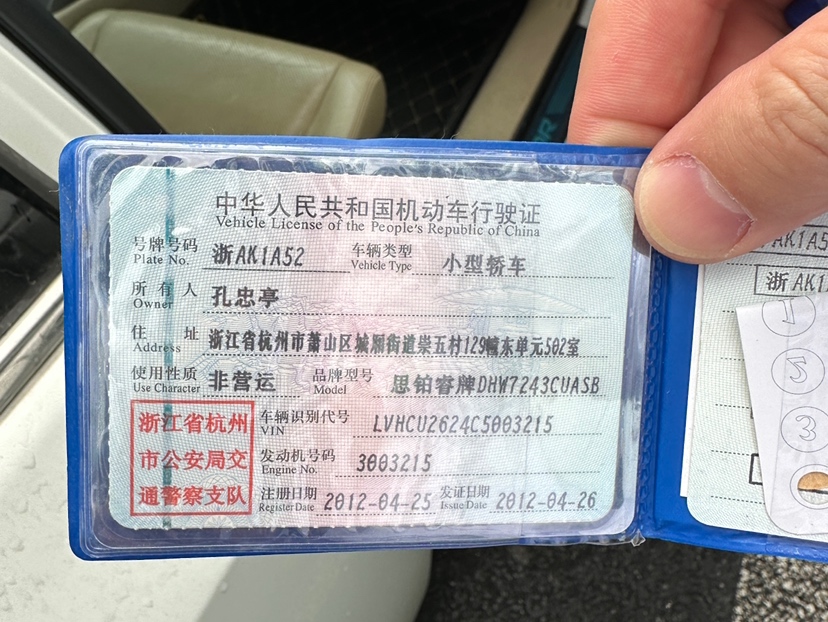 中华人民共和国机动车行驶证
Vehicle License of the People's Republic of China
号牌号码 浙AK1A52 车辆类型 小型轿车
Plate No. Vehicle Type
所有人 孔忠亭
Owner
住址 浙江省杭州市萧山区城厢街道崇五村129幢东单元502室
Address
使用性质 非营运 品牌型号 思铂睿牌DHW7243CUASB
Use Character Model
浙江省杭州
市公安局交
通警察支队
车辆识别代号 LVHCU2624C5003215
VIN
发动机号码 3003215
Engine No.
注册日期 2012-04-25 发证日期 2012-04-26
Register Date Issue Date
AK1A5
浙AK1
1
5
3